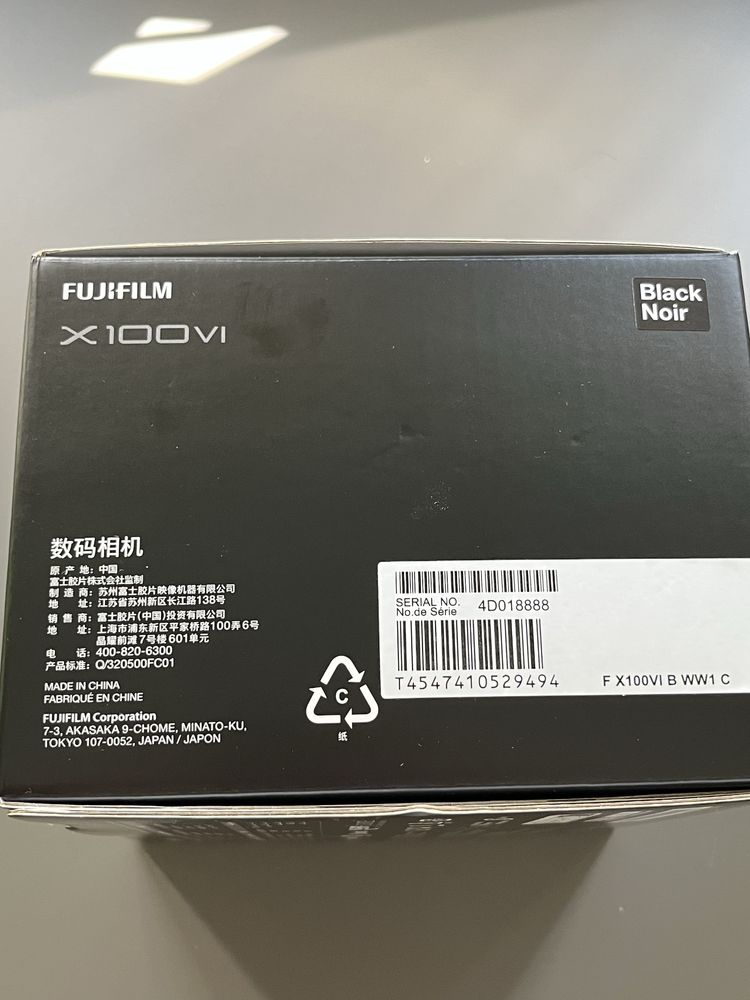 FUJIFILM
X100VI
Black
Noir
数码相机
原 产 地: 中国
富士胶片株式会社监制
制 造 商: 苏州富士胶片映像机器有限公司
地 址: 江苏省苏州新区长江路138号
销 售 商: 富士胶片(中国)投资有限公司
地 址: 上海市浦东新区平家桥路100弄6号
晶耀前滩7号楼601单元
电 话: 400-820-6300
产品标准: Q/320500FC01
MADE IN CHINA
FABRIQUÉ EN CHINE
FUJIFILM Corporation
7-3, AKASAKA 9-CHOME, MINATO-KU,
TOKYO 107-0052, JAPAN / JAPON
C
纸
SERIAL NO.
No.de Série
4D018888
T4547410529494
F X100VI B WW1 C